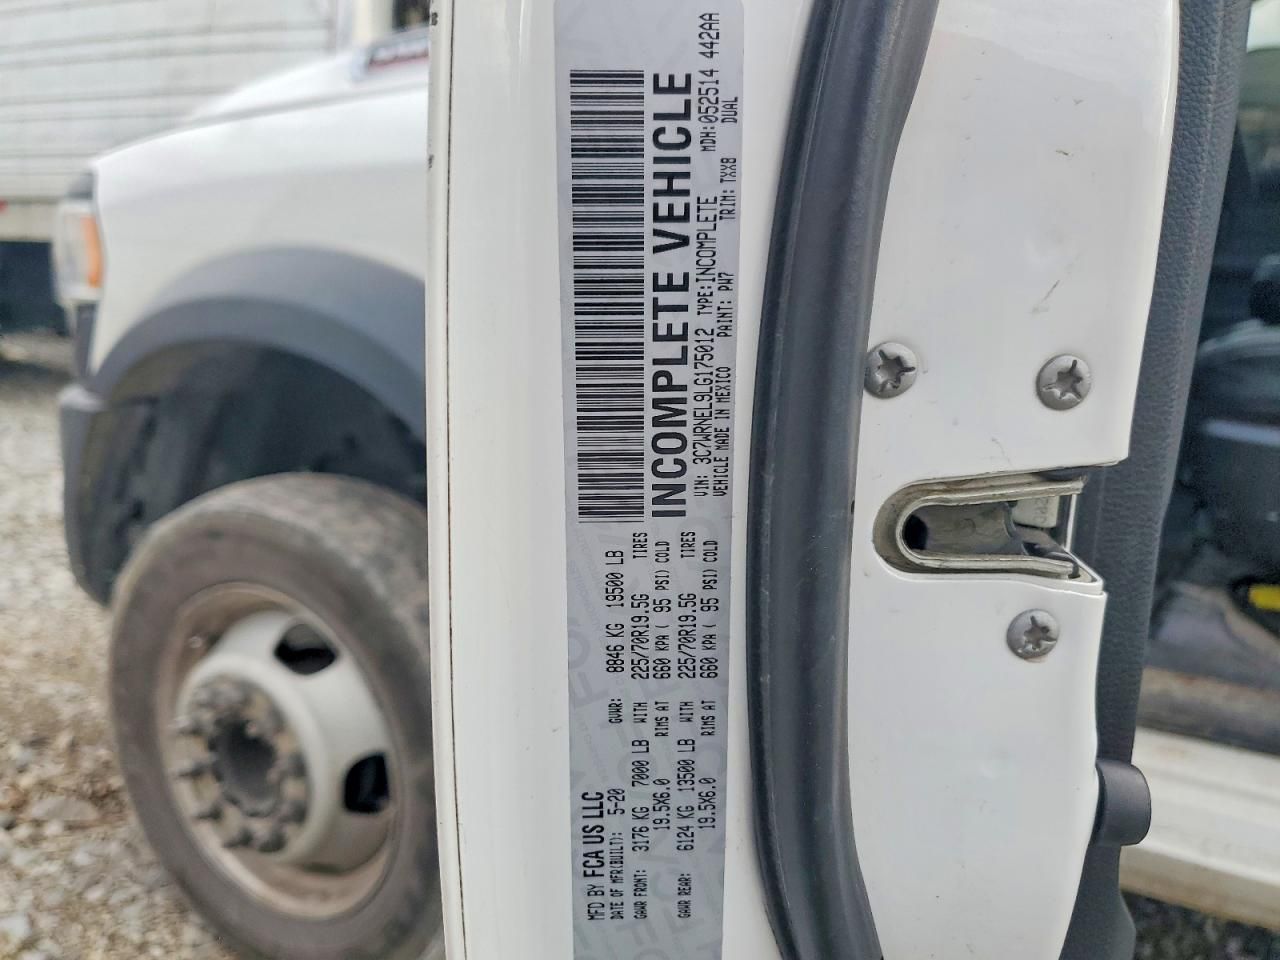 MFD BY FCA US LLC
DATE OF MFR(BUILT): 5-20 GVWR: 8846 KG 19500 LB
GAWR FRONT: 3176 KG 7000 LB WITH 225/70R19.5G TIRES
19.5X6.0 RIMS AT 660 KPA( 95 PSI) COLD
GAWR REAR: 6124 KG 13500 LB WITH 225/70R19.5G TIRES
19.5X6.0 RIMS AT 660 KPA( 95 PSI) COLD
INCOMPLETE VEHICLE
VIN: 3C7WRNEL9LG175012 TYPE:INCOMPLETE MDH:052514 442AA
VEHICLE MADE IN MEXICO PAINT: PW7 TRIM: TXX8 DUAL